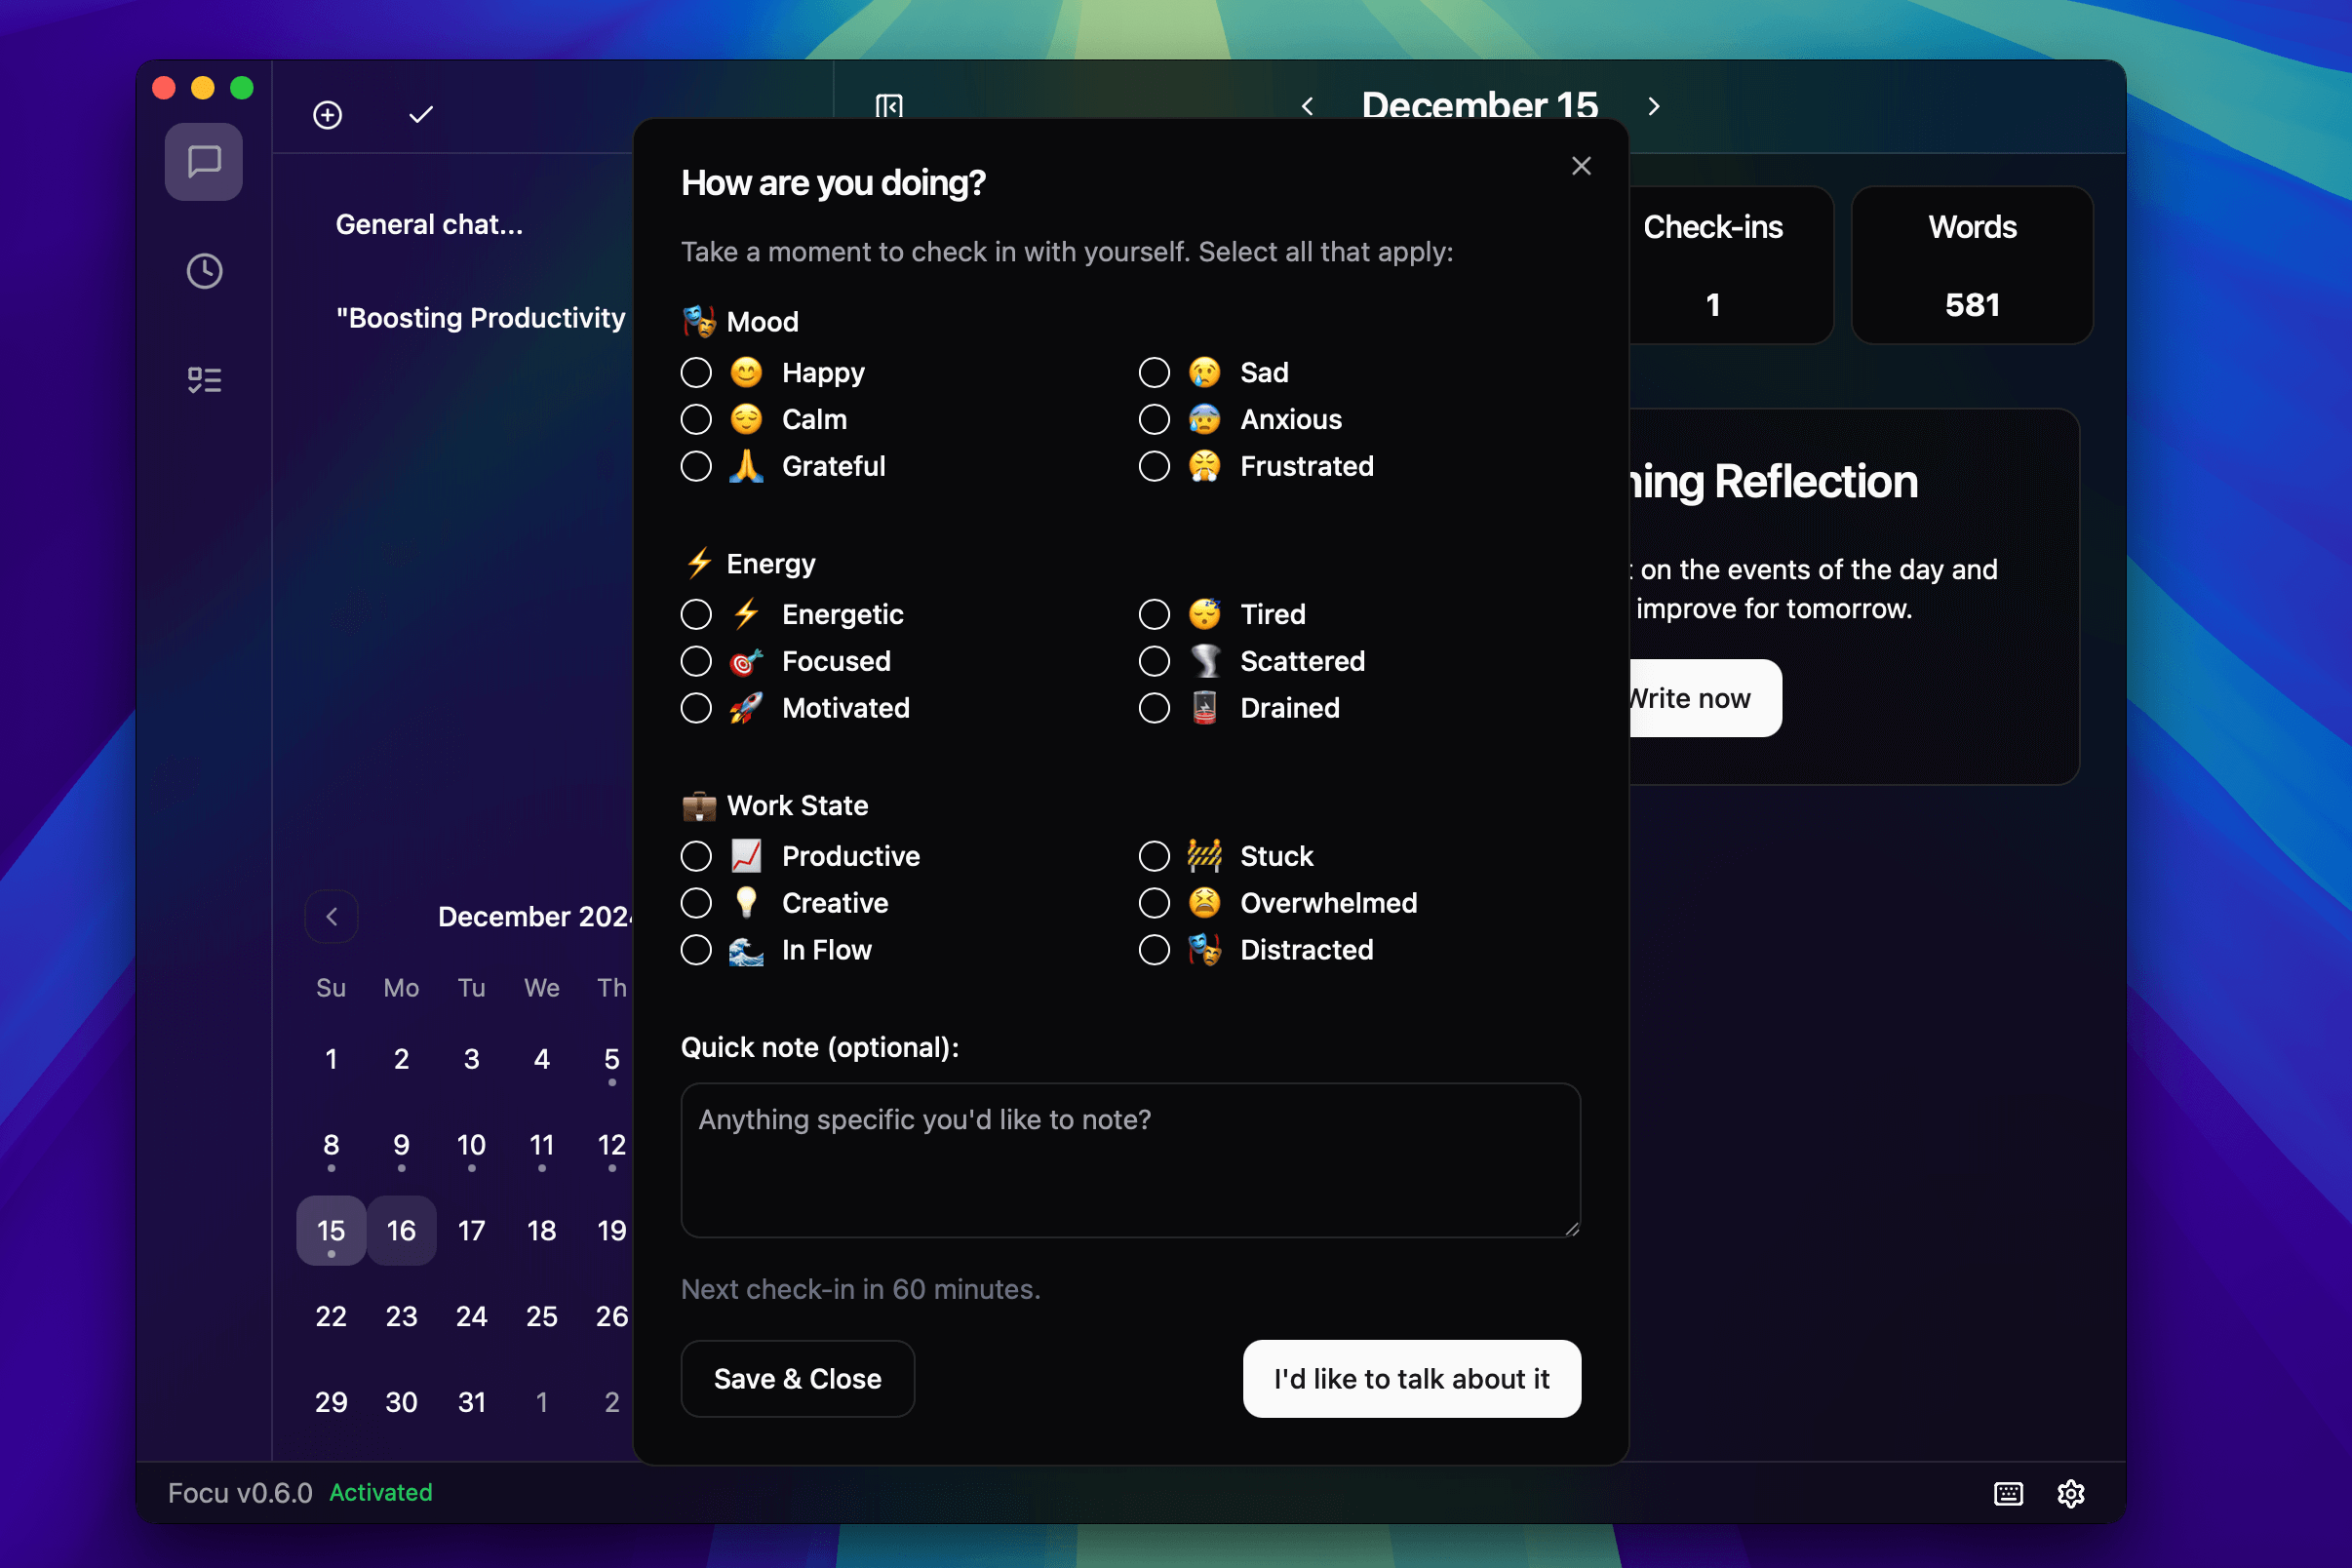 December 15
General chat...
"Boosting Productivity
How are you doing?
Take a moment to check in with yourself. Select all that apply:
🎭 Mood
😊 Happy
😢 Sad
😌 Calm
😰 Anxious
🙏 Grateful
😤 Frustrated
⚡ Energy
⚡ Energetic
😴 Tired
🎯 Focused
🌪️ Scattered
🚀 Motivated
🪫 Drained
💼 Work State
📈 Productive
🚧 Stuck
💡 Creative
😫 Overwhelmed
🌊 In Flow
🎭 Distracted
Quick note (optional):
Anything specific you'd like to note?
Next check-in in 60 minutes.
Save & Close
I'd like to talk about it
Check-ins
1
Words
581
Reflection
on the events of the day and
improve for tomorrow.
Write now
December 2024
Su Mo Tu We Th
1 2 3 4 5
8 9 10 11 12
15 16 17 18 19
22 23 24 25 26
29 30 31 1 2
Focu v0.6.0 Activated